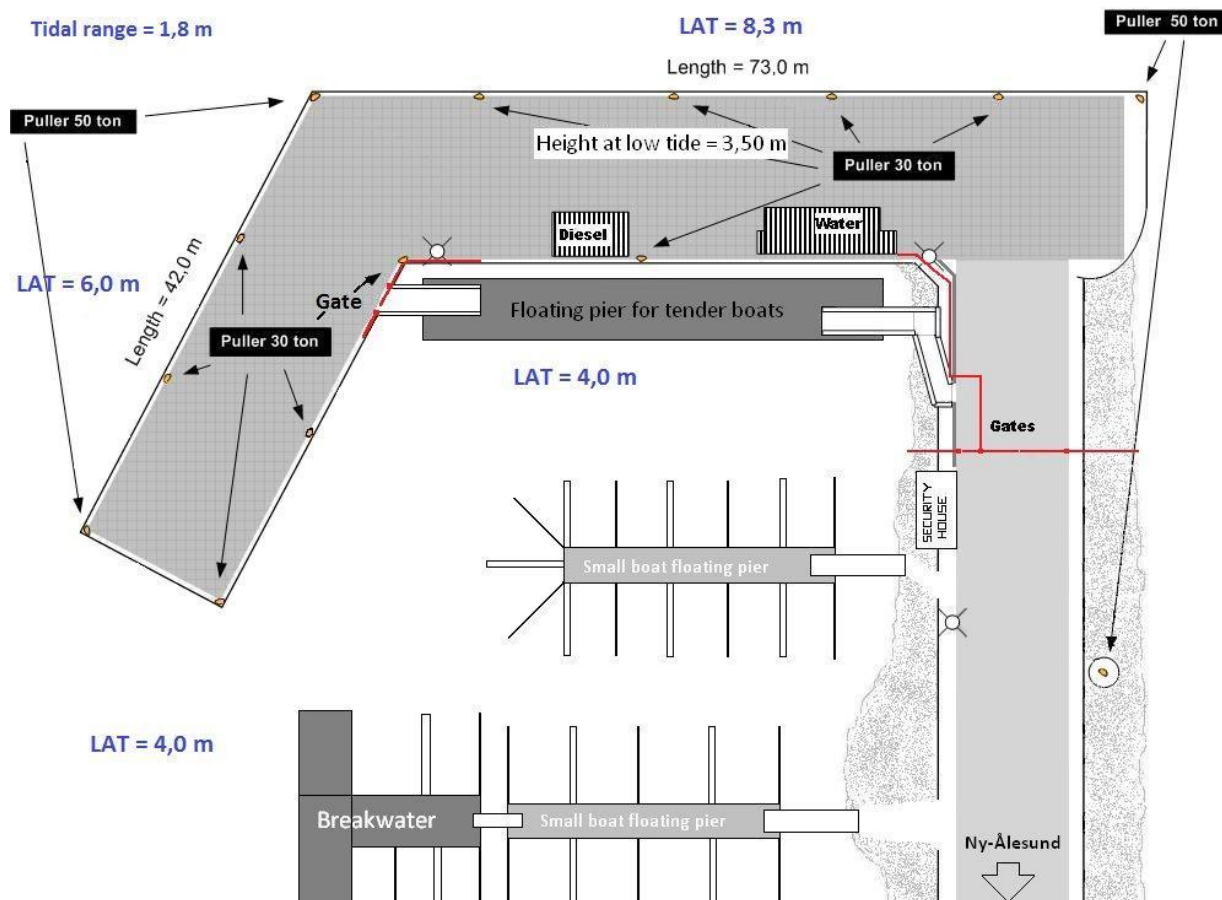 Tidal range = 1,8 m
LAT = 8,3 m
Puller 50 ton
Length = 73,0 m
Puller 50 ton
Height at low tide = 3,50 m
Puller 30 ton
Diesel
Water
LAT = 6,0 m
Length = 42,0 m
Gate
Floating pier for tender boats
Puller 30 ton
LAT = 4,0 m
Gates
SECURITY
HOUSE
Small boat floating pier
LAT = 4,0 m
Breakwater
Small boat floating pier
Ny-Ålesund